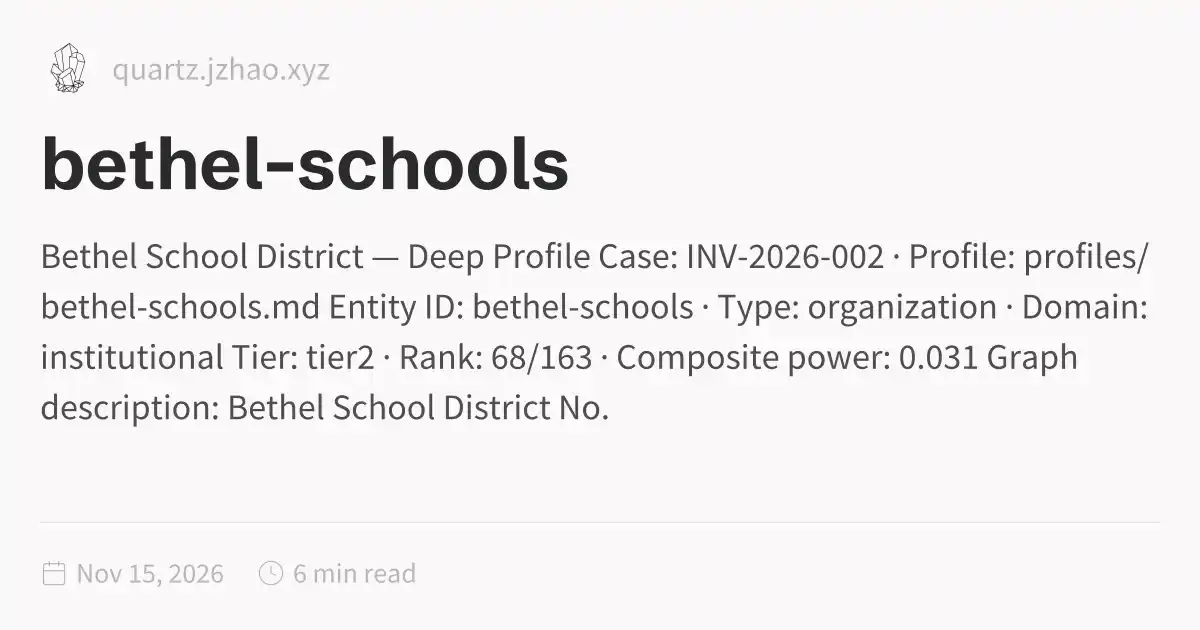 quartz.jzhao.xyz
bethel-schools
Bethel School District — Deep Profile Case: INV-2026-002 · Profile: profiles/
bethel-schools.md Entity ID: bethel-schools · Type: organization · Domain:
institutional Tier: tier2 · Rank: 68/163 · Composite power: 0.031 Graph
description: Bethel School District No.
Nov 15, 2026 6 min read